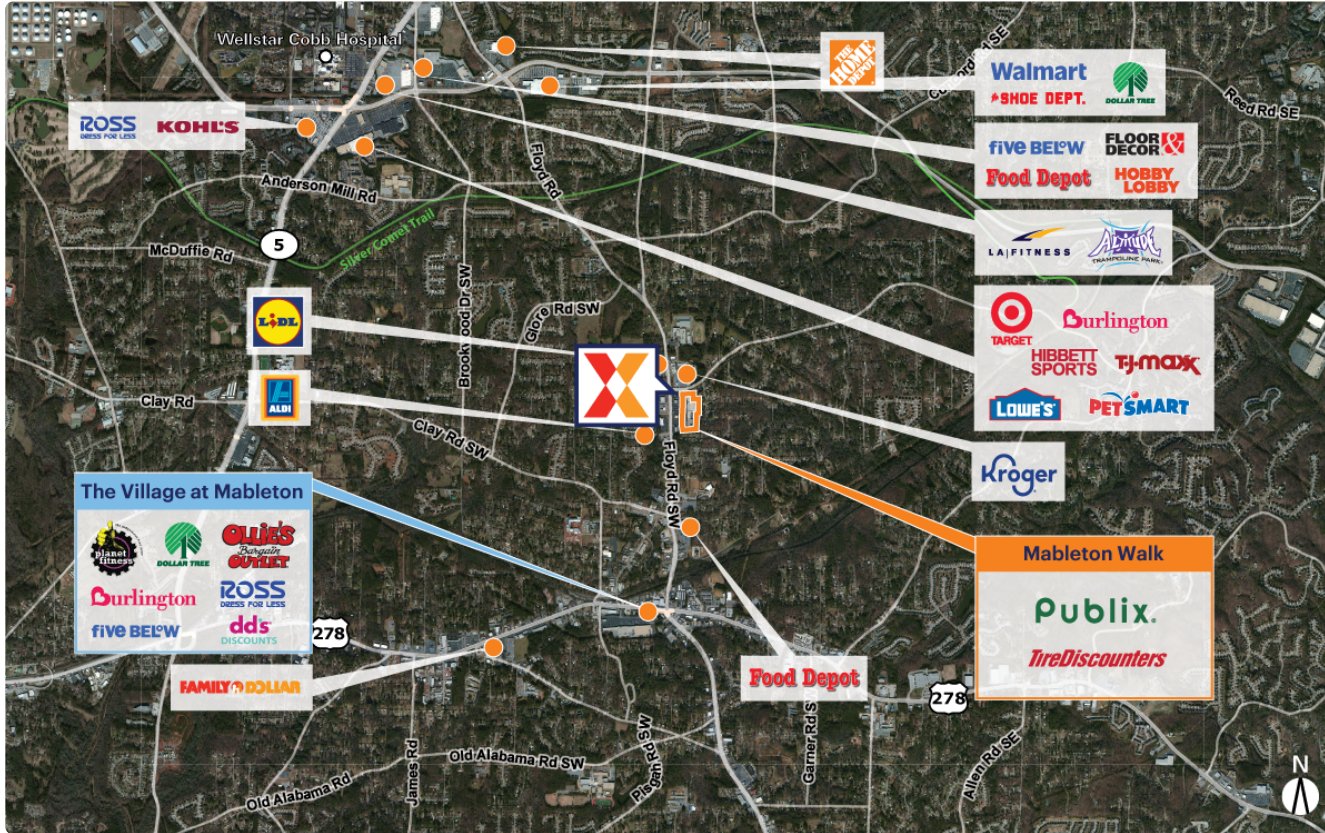 Wellstar Cobb Hospital
THE HOME DEPOT
Walmart
SHOE DEPT.
DOLLAR TREE
Reed Rd SE
ROSS
DRESS FOR LESS
KOHL'S
Floyd Rd
five BELOW
FLOOR & DECOR
Food Depot
HOBBY LOBBY
Anderson Mill Rd
Silver Comet Trail
5
McDuffie Rd
LA|FITNESS
ALTITUDE
TRAMPOLINE PARK
LIDL
Brookwood Dr SW
Glore Rd SW
TARGET
Burlington
HIBBETT SPORTS
T.J.maxx
LOWE'S
PETSMART
ALDI
Clay Rd
Clay Rd SW
Floyd Rd SW
Kroger
The Village at Mableton
planet fitness
DOLLAR TREE
OLLIE'S
Bargain
OUTLET
Burlington
ROSS
DRESS FOR LESS
five BELOW
dd's
DISCOUNTS
278
FAMILY DOLLAR
Mableton Walk
Publix.
TIREDISCOUNTERS
Food Depot
278
James Rd
Old Alabama Rd
Old Alabama Rd SW
Pisgah Rd SW
Garner Rd S
Allen Rd SE
N